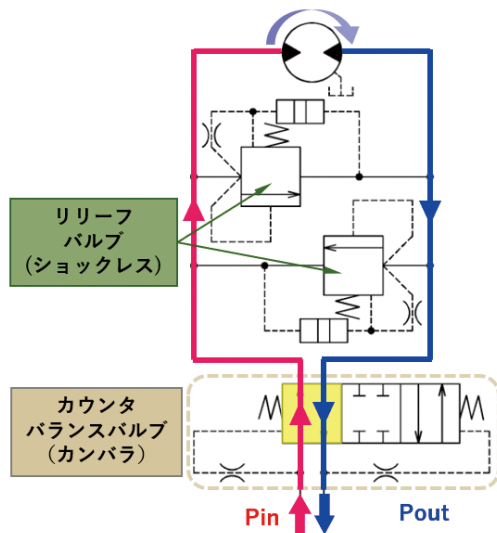 リリーフ
バルブ
(ショックレス)
カウンタ
バランスバルブ
(カンバラ)
Pin
Pout